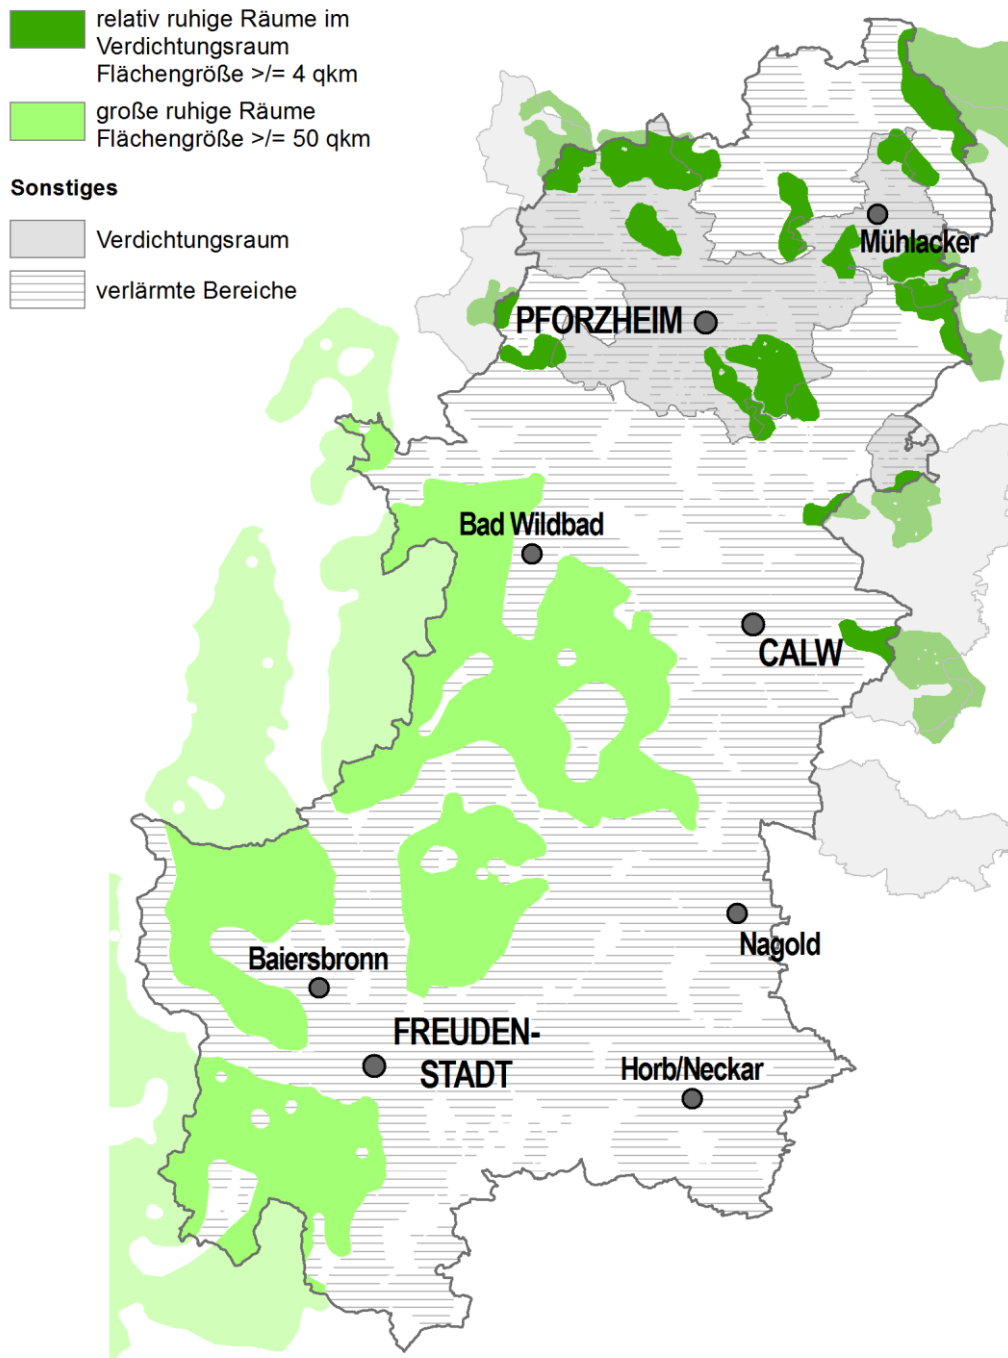 relativ ruhige Räume im
Verdichtungsraum
Flächengröße >/= 4 qkm
große ruhige Räume
Flächengröße >/= 50 qkm
Sonstiges
Verdichtungsraum
verlärmte Bereiche
Mühlacker
PFORZHEIM
Bad Wildbad
CALW
Nagold
Baiersbronn
FREUDEN-
STADT
Horb/Neckar